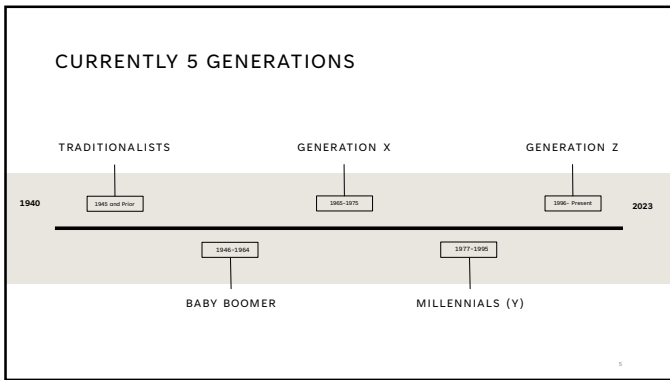 CURRENTLY 5 GENERATIONS
TRADITIONALISTS
GENERATION X
GENERATION Z
1940
1945 and Prior
1965-1975
1996- Present
2023
1946-1964
1977-1995
BABY BOOMER
MILLENNIALS (Y)
5